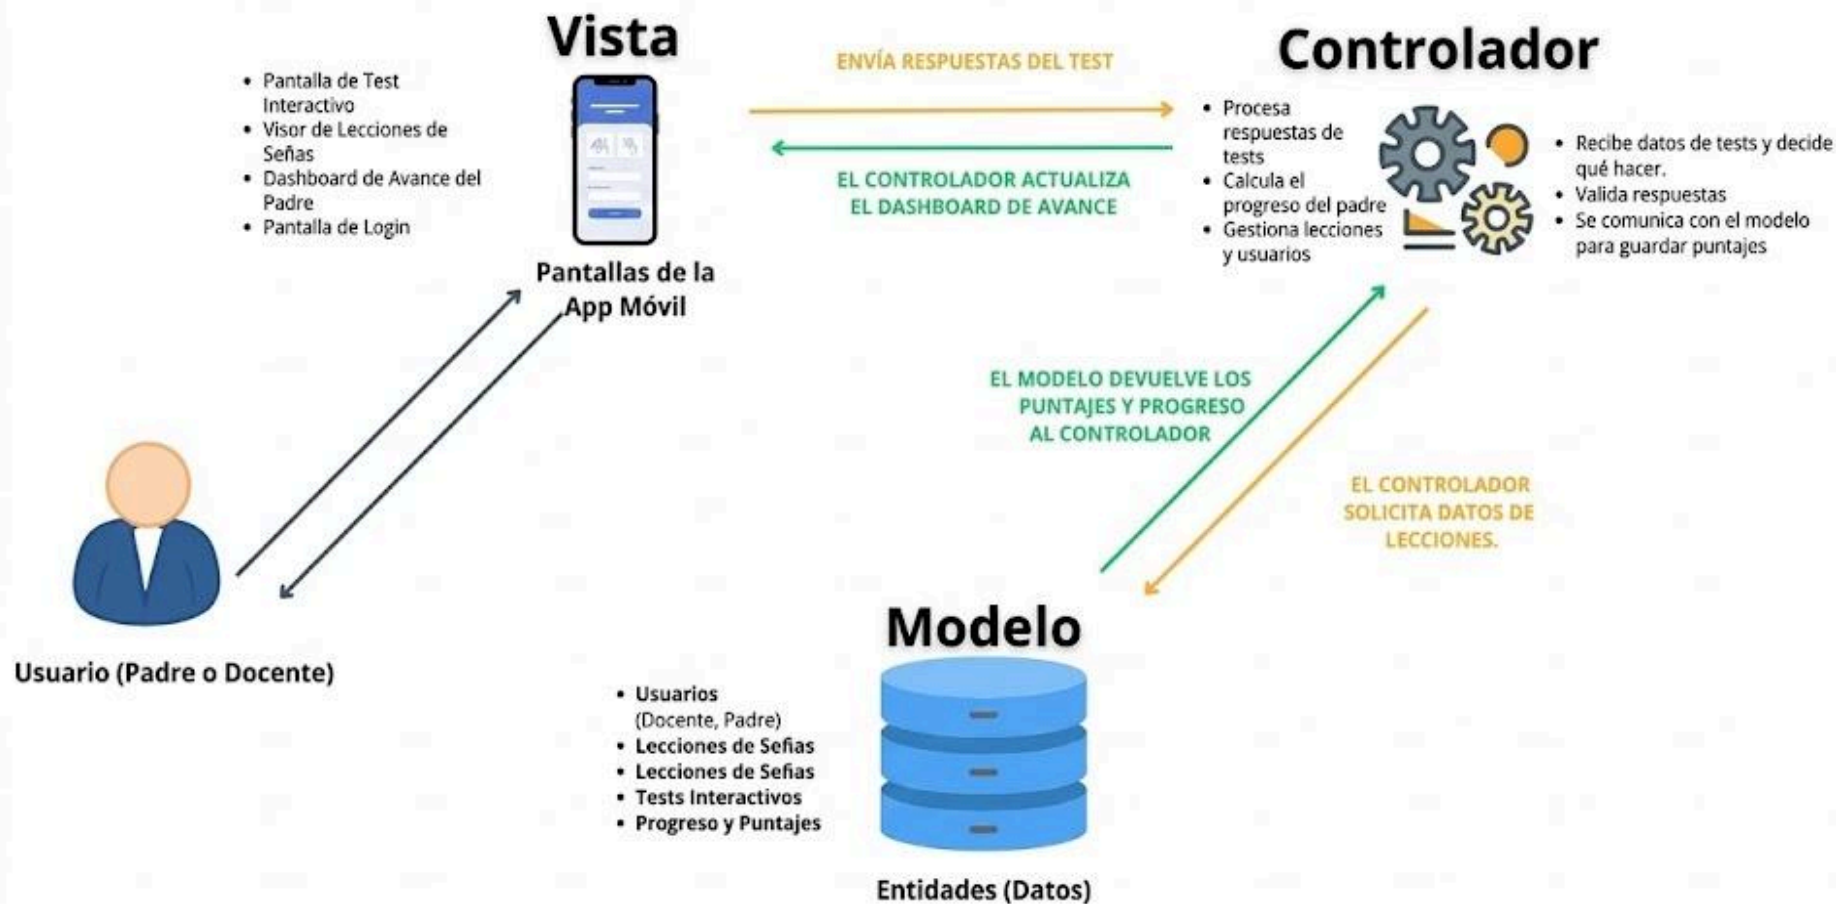 Vista
• Pantalla de Test
Interactivo
• Visor de Lecciones de
Señas
• Dashboard de Avance del
Padre
• Pantalla de Login
Pantallas de la
App Móvil
ENVÍA RESPUESTAS DEL TEST
EL CONTROLADOR ACTUALIZA
EL DASHBOARD DE AVANCE
Controlador
• Procesa
respuestas de
tests
• Calcula el
progreso del padre
• Gestiona lecciones
y usuarios
• Recibe datos de tests y decide
qué hacer.
• Valida respuestas
• Se comunica con el modelo
para guardar puntajes
EL MODELO DEVUELVE LOS
PUNTAJES Y PROGRESO
AL CONTROLADOR
EL CONTROLADOR
SOLICITA DATOS DE
LECCIONES.
Usuario (Padre o Docente)
Modelo
• Usuarios
(Docente, Padre)
• Lecciones de Señas
• Lecciones de Señas
• Tests Interactivos
• Progreso y Puntajes
Entidades (Datos)